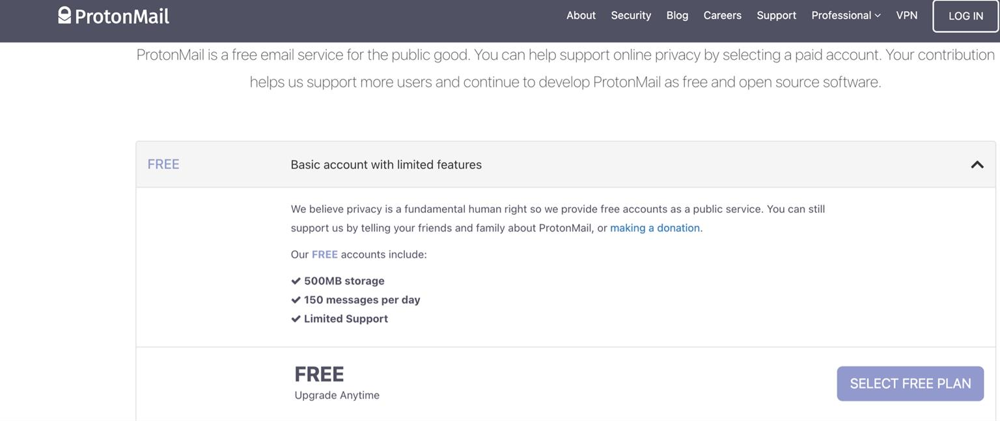 ProtonMail
About Security Blog Careers Support Professional VPN LOG IN
ProtonMail is a free email service for the public good. You can help support online privacy by selecting a paid account. Your contribution
helps us support more users and continue to develop ProtonMail as free and open source software.
FREE Basic account with limited features
We believe privacy is a fundamental human right so we provide free accounts as a public service. You can still
support us by telling your friends and family about ProtonMail, or making a donation.
Our FREE accounts include:
500MB storage
150 messages per day
Limited Support
FREE
Upgrade Anytime
SELECT FREE PLAN